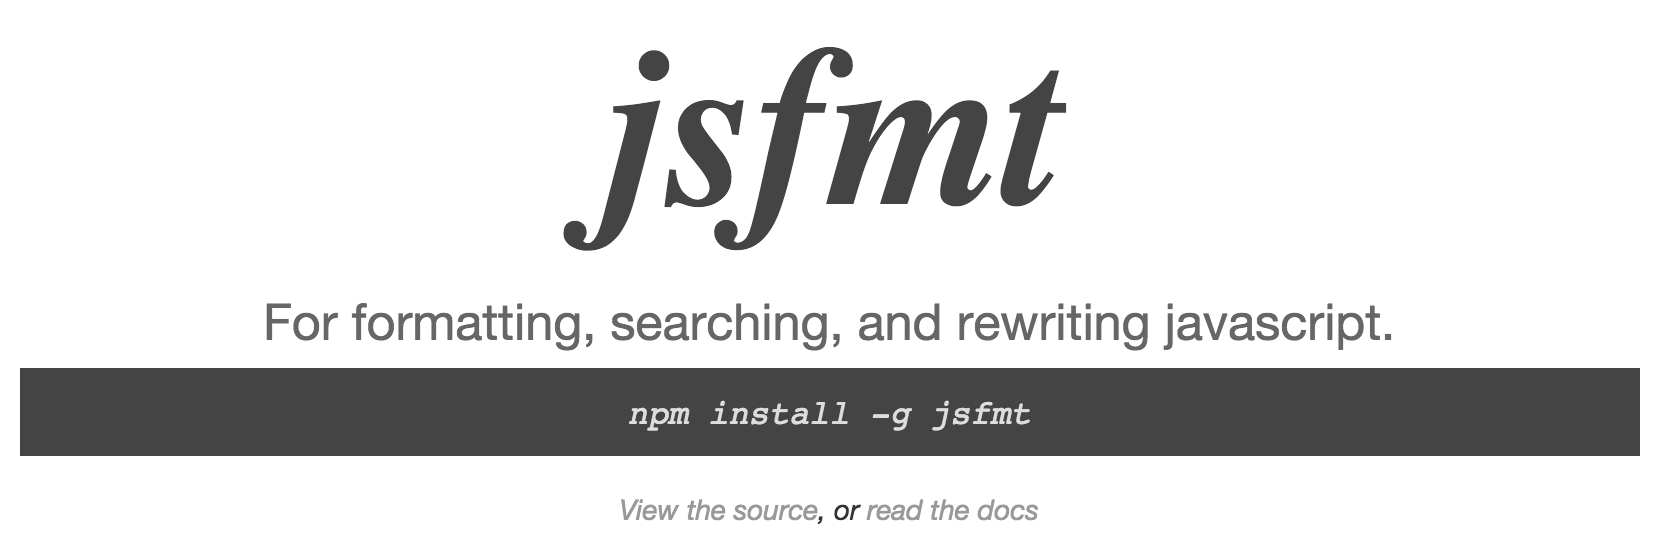 jsfmt
For formatting, searching, and rewriting javascript.
npm install -g jsfmt
View the source, or read the docs